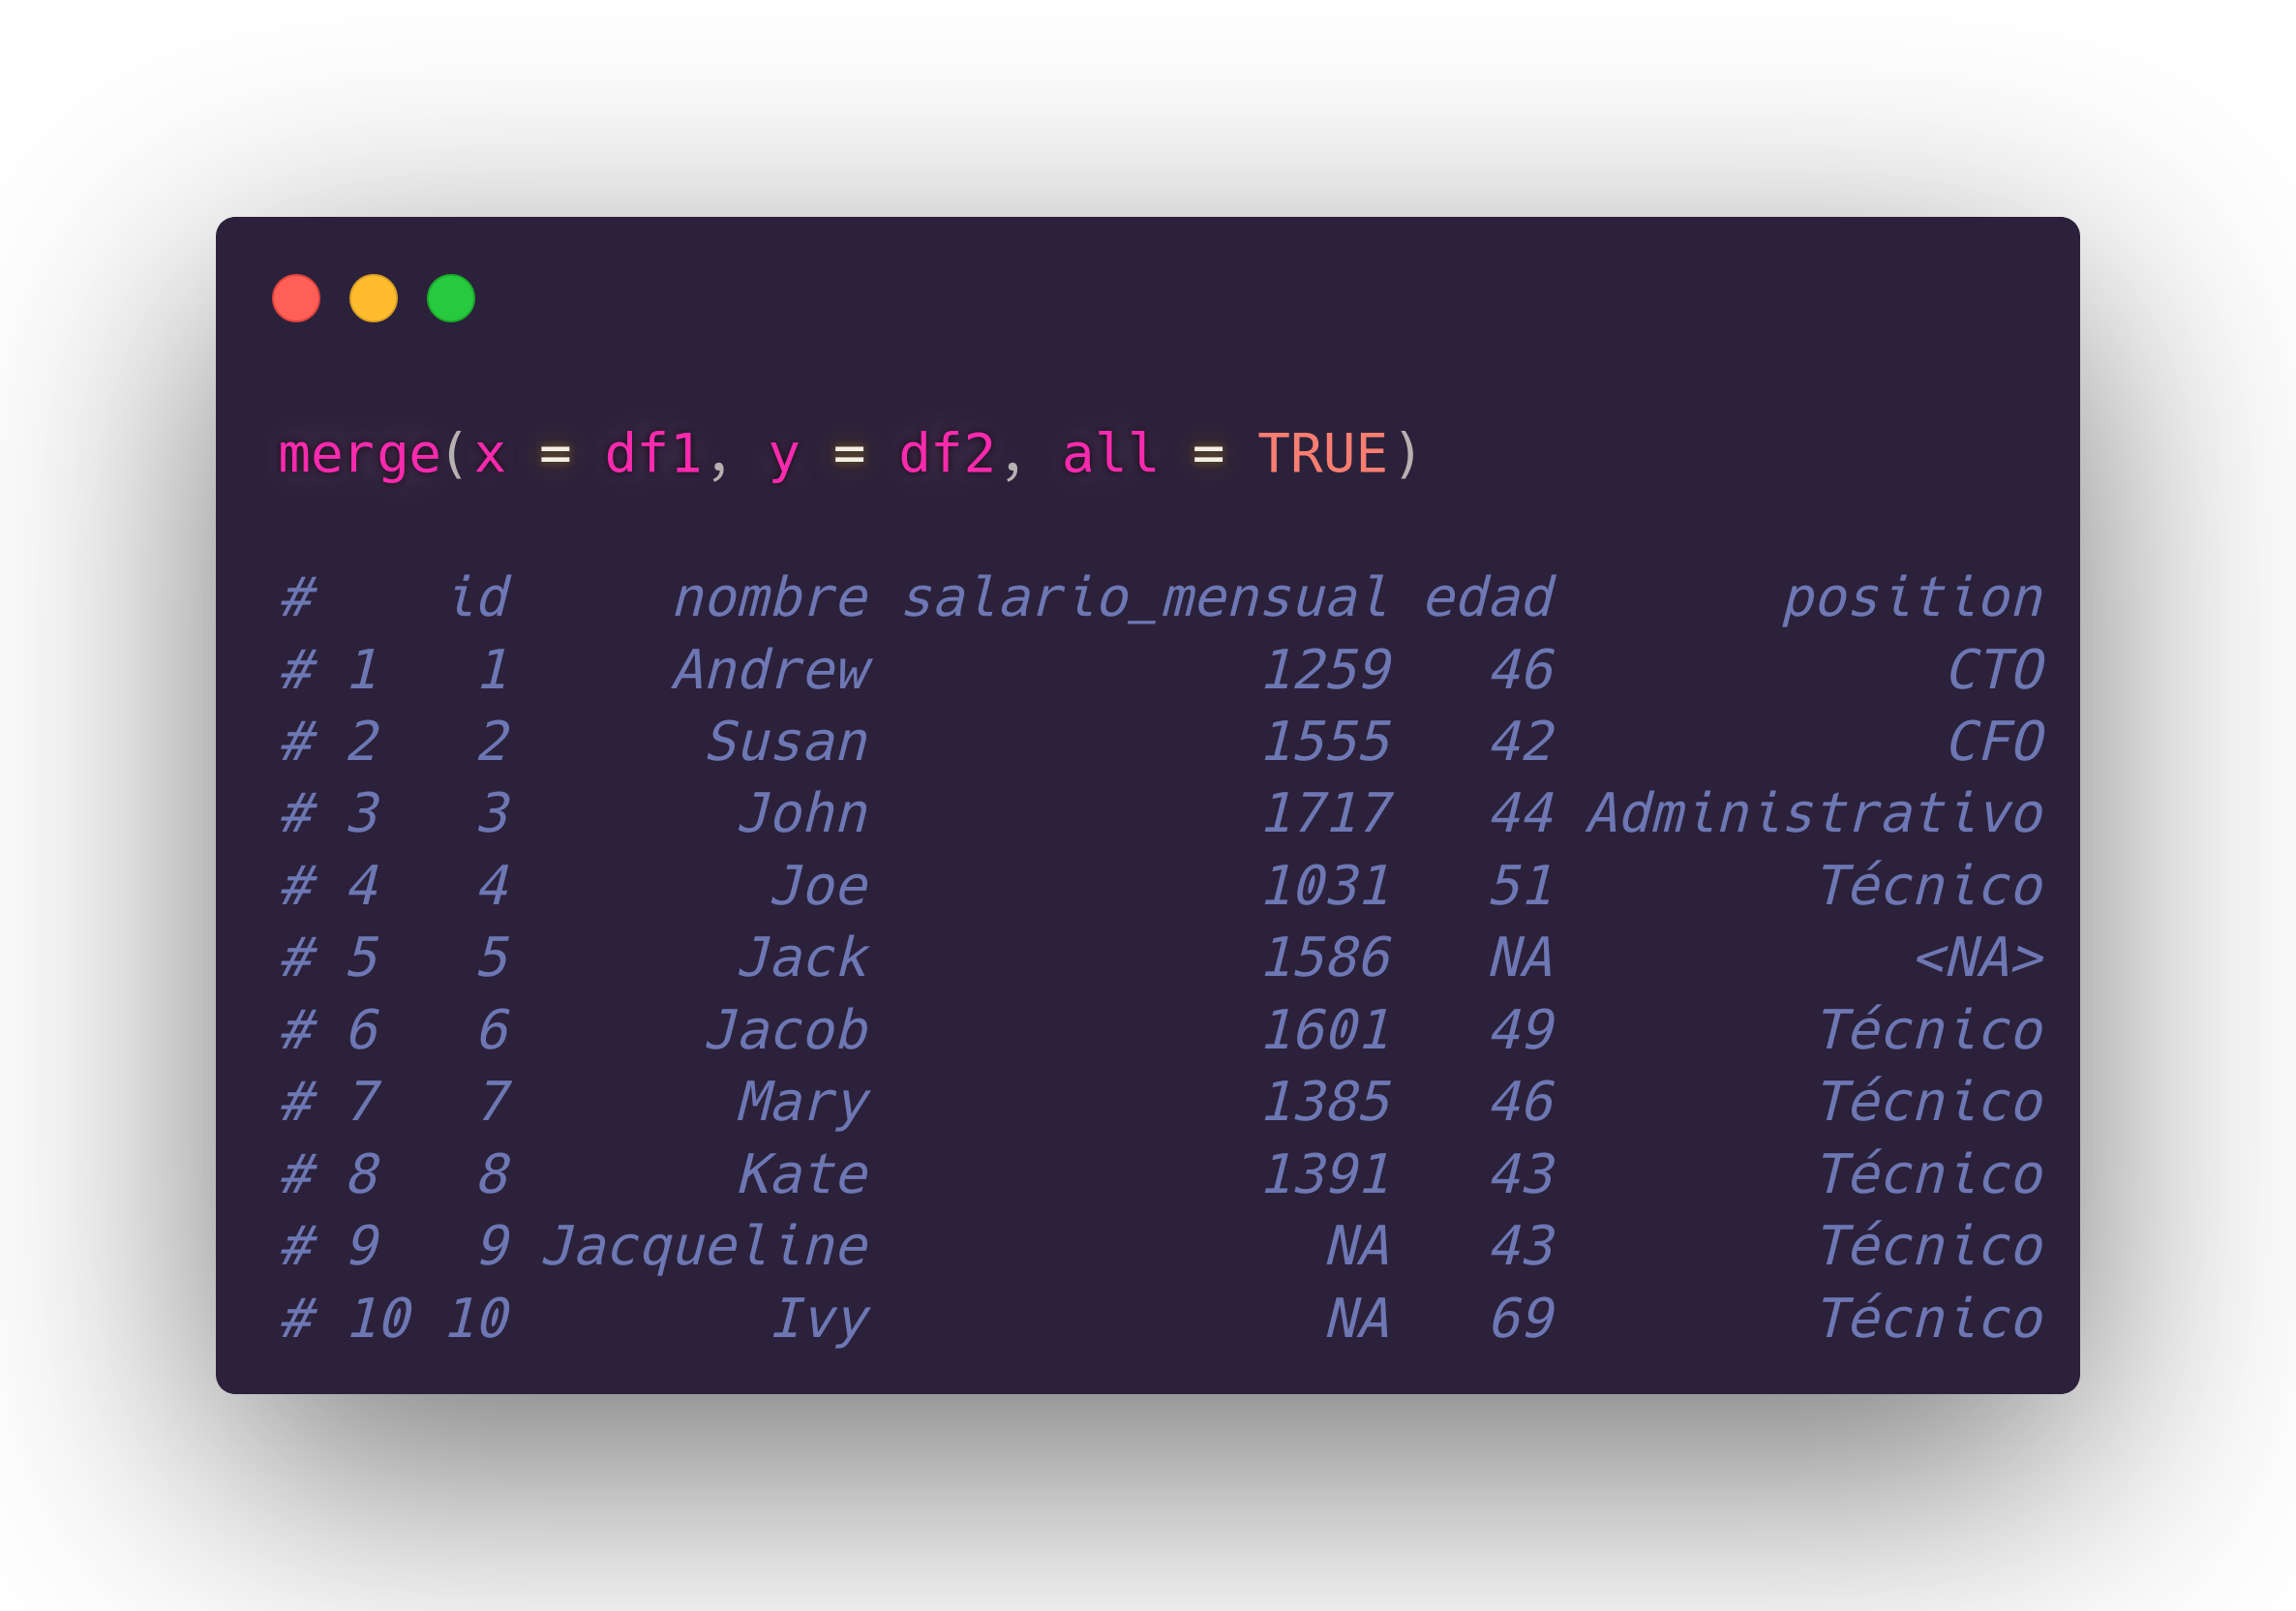 merge(x = df1, y = df2, all = TRUE)
#    id     nombre salario_mensual edad       position
# 1   1     Andrew            1259   46            CTO
# 2   2      Susan            1555   42            CFO
# 3   3       John            1717   44 Administrativo
# 4   4        Joe            1031   51        Técnico
# 5   5       Jack            1586   NA           <NA>
# 6   6      Jacob            1601   49        Técnico
# 7   7       Mary            1385   46        Técnico
# 8   8       Kate            1391   43        Técnico
# 9   9 Jacqueline              NA   43        Técnico
# 10 10        Ivy              NA   69        Técnico